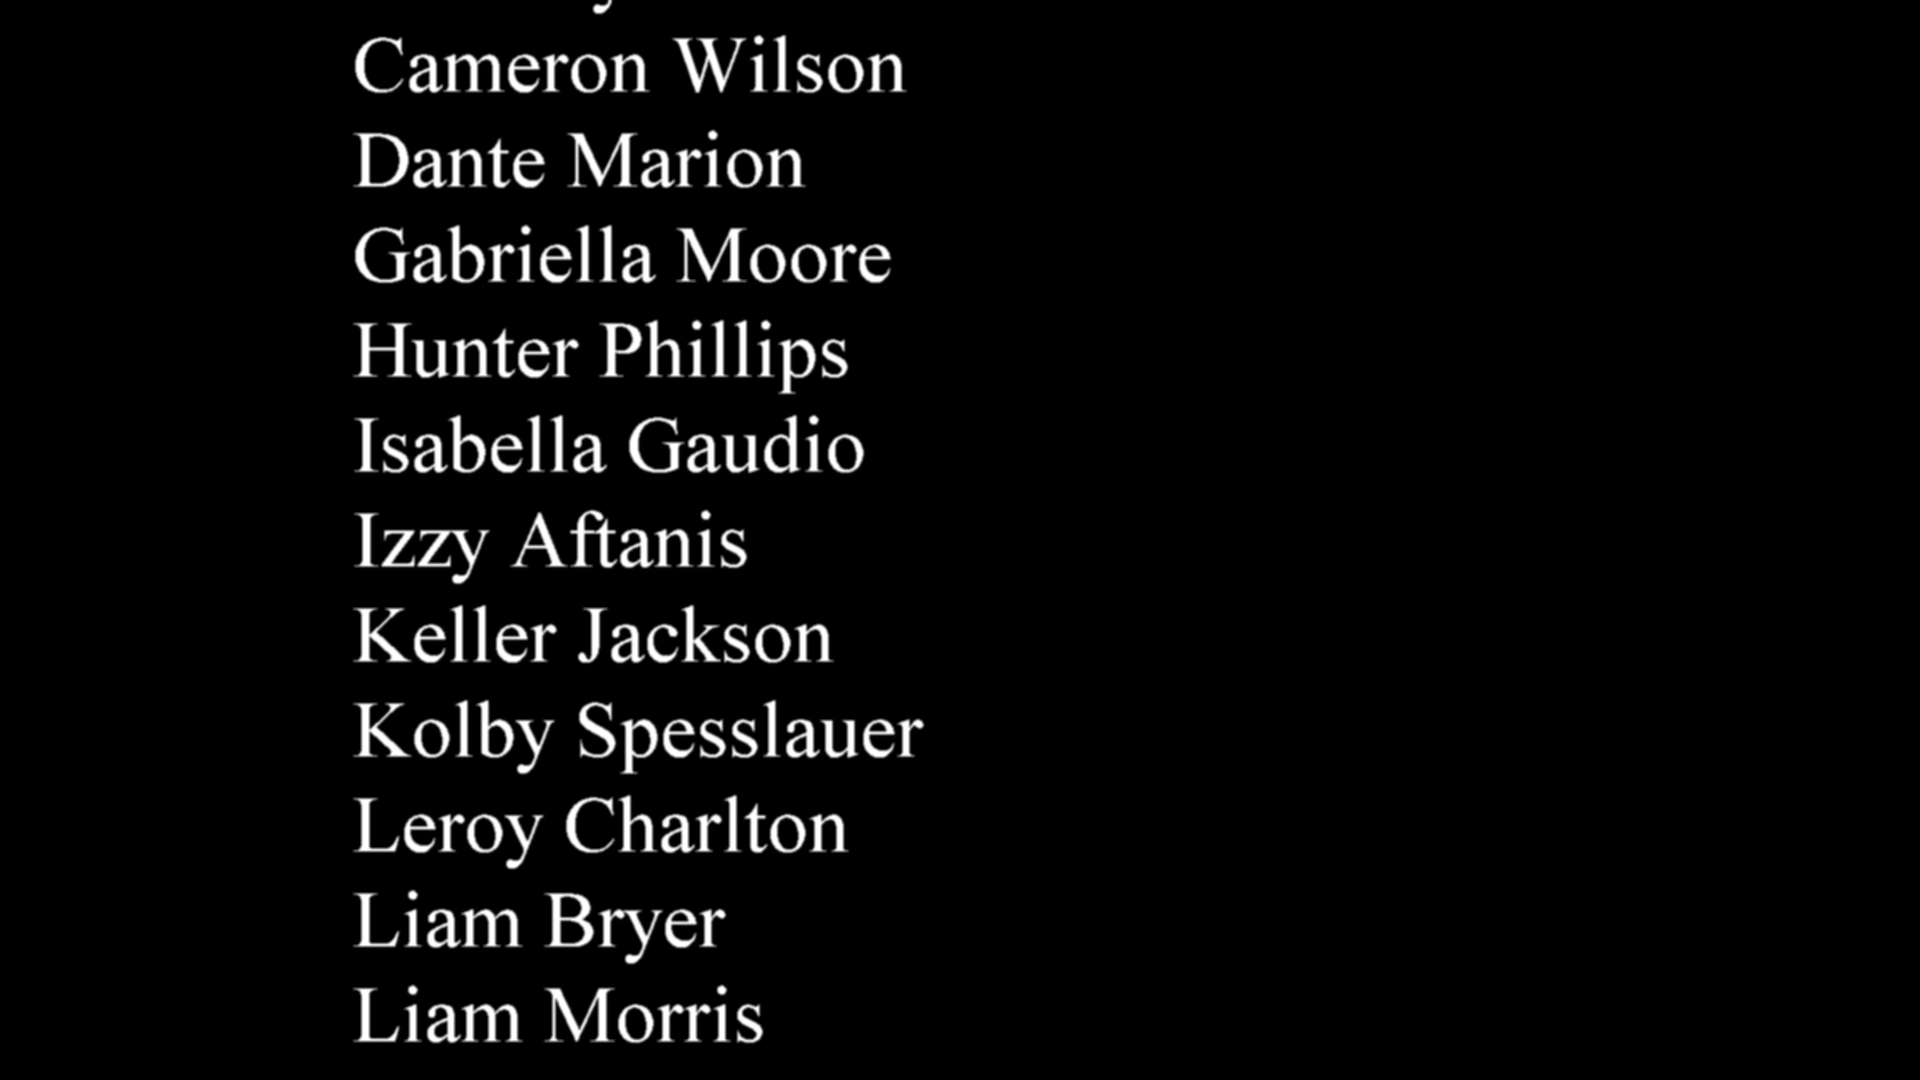 Cameron Wilson
Dante Marion
Gabriella Moore
Hunter Phillips
Isabella Gaudio
Izzy Aftanis
Keller Jackson
Kolby Spesslauer
Leroy Charlton
Liam Bryer
Liam Morris